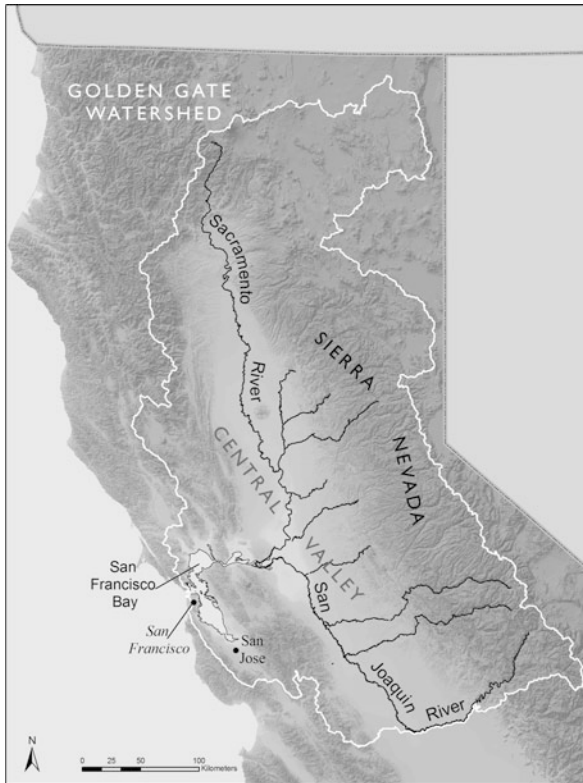 GOLDEN GATE
WATERSHED
Sacramento
River
SIERRA
NEVADA
CENTRAL
VALLEY
San
Francisco
Bay
San
Francisco
San
Jose
San
Joaquin
River
N
0 25 50 100
Kilometers